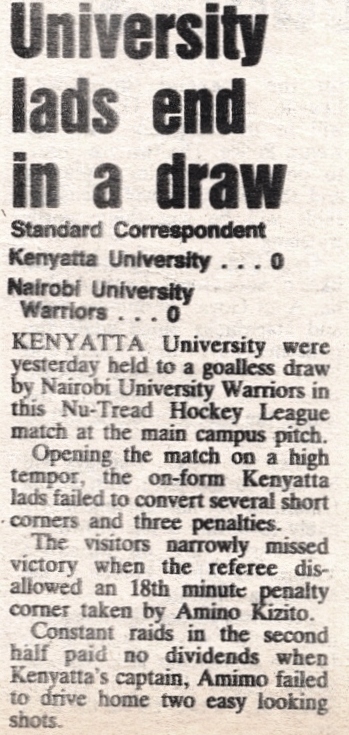 University
lads end
in a draw
Standard Correspondent
Kenyatta University . . . 0
Nairobi University
Warriors . . . 0
KENYATTA University were
yesterday held to a goalless draw
by Nairobi University Warriors in
this Nu-Tread Hockey League
match at the main campus pitch.
Opening the match on a high
tempor, the on-form Kenyatta
lads failed to convert several short
corners and three penalties.
The visitors narrowly missed
victory when the referee dis-
allowed an 18th minute penalty
corner taken by Amino Kizito.
Constant raids in the second
half paid no dividends when
Kenyatta's captain, Amimo failed
to drive home two easy looking
shots.